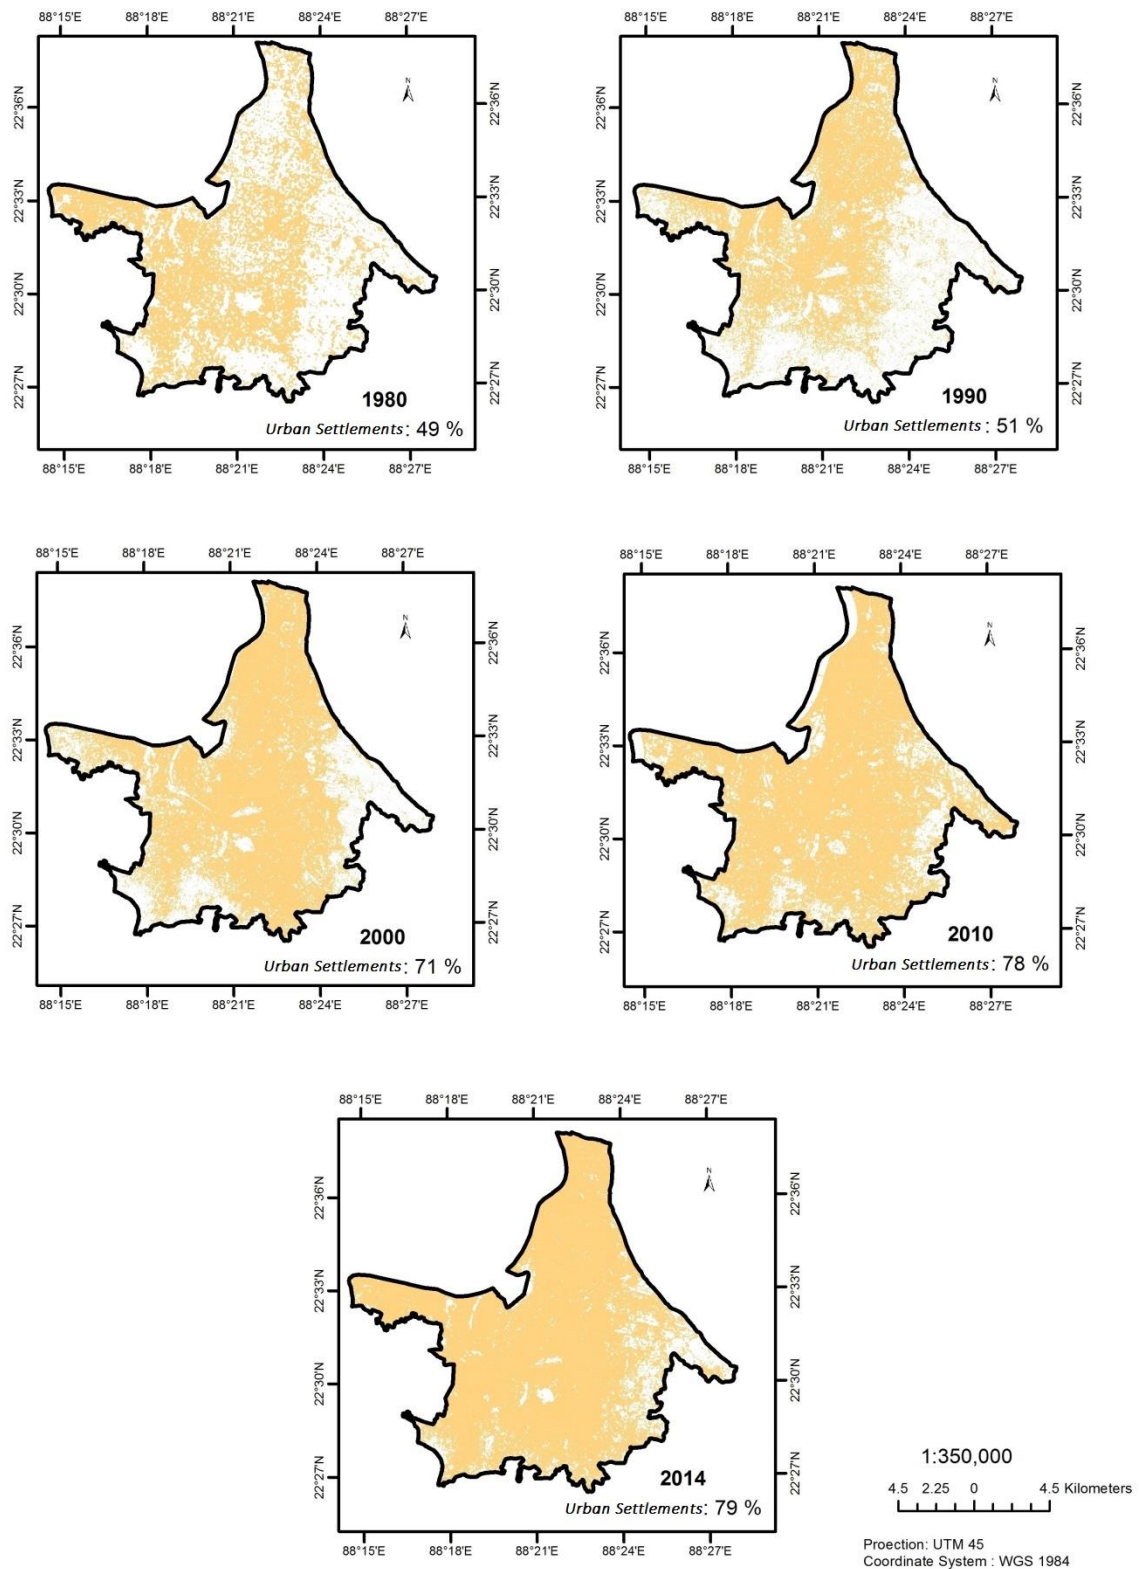 88°15'E 88°18'E 88°21'E 88°24'E 88°27'E
N
22°36'N 22°36'N
22°33'N 22°33'N
22°30'N 22°30'N
22°27'N 22°27'N
1980
Urban Settlements: 49 %
88°15'E 88°18'E 88°21'E 88°24'E 88°27'E
88°15'E 88°18'E 88°21'E 88°24'E 88°27'E
N
22°36'N 22°36'N
22°33'N 22°33'N
22°30'N 22°30'N
22°27'N 22°27'N
1990
Urban Settlements: 51 %
88°15'E 88°18'E 88°21'E 88°24'E 88°27'E
88°15'E 88°18'E 88°21'E 88°24'E 88°27'E
N
22°36'N 22°36'N
22°33'N 22°33'N
22°30'N 22°30'N
22°27'N 22°27'N
2000
Urban Settlements: 71 %
88°15'E 88°18'E 88°21'E 88°24'E 88°27'E
88°15'E 88°18'E 88°21'E 88°24'E 88°27'E
N
22°36'N 22°36'N
22°33'N 22°33'N
22°30'N 22°30'N
22°27'N 22°27'N
2010
Urban Settlements: 78 %
88°15'E 88°18'E 88°21'E 88°24'E 88°27'E
88°15'E 88°18'E 88°21'E 88°24'E 88°27'E
N
22°36'N 22°36'N
22°33'N 22°33'N
22°30'N 22°30'N
22°27'N 22°27'N
2014
Urban Settlements: 79 %
88°15'E 88°18'E 88°21'E 88°24'E 88°27'E
1:350,000
4.5 2.25 0 4.5 Kilometers
Proection: UTM 45
Coordinate System : WGS 1984